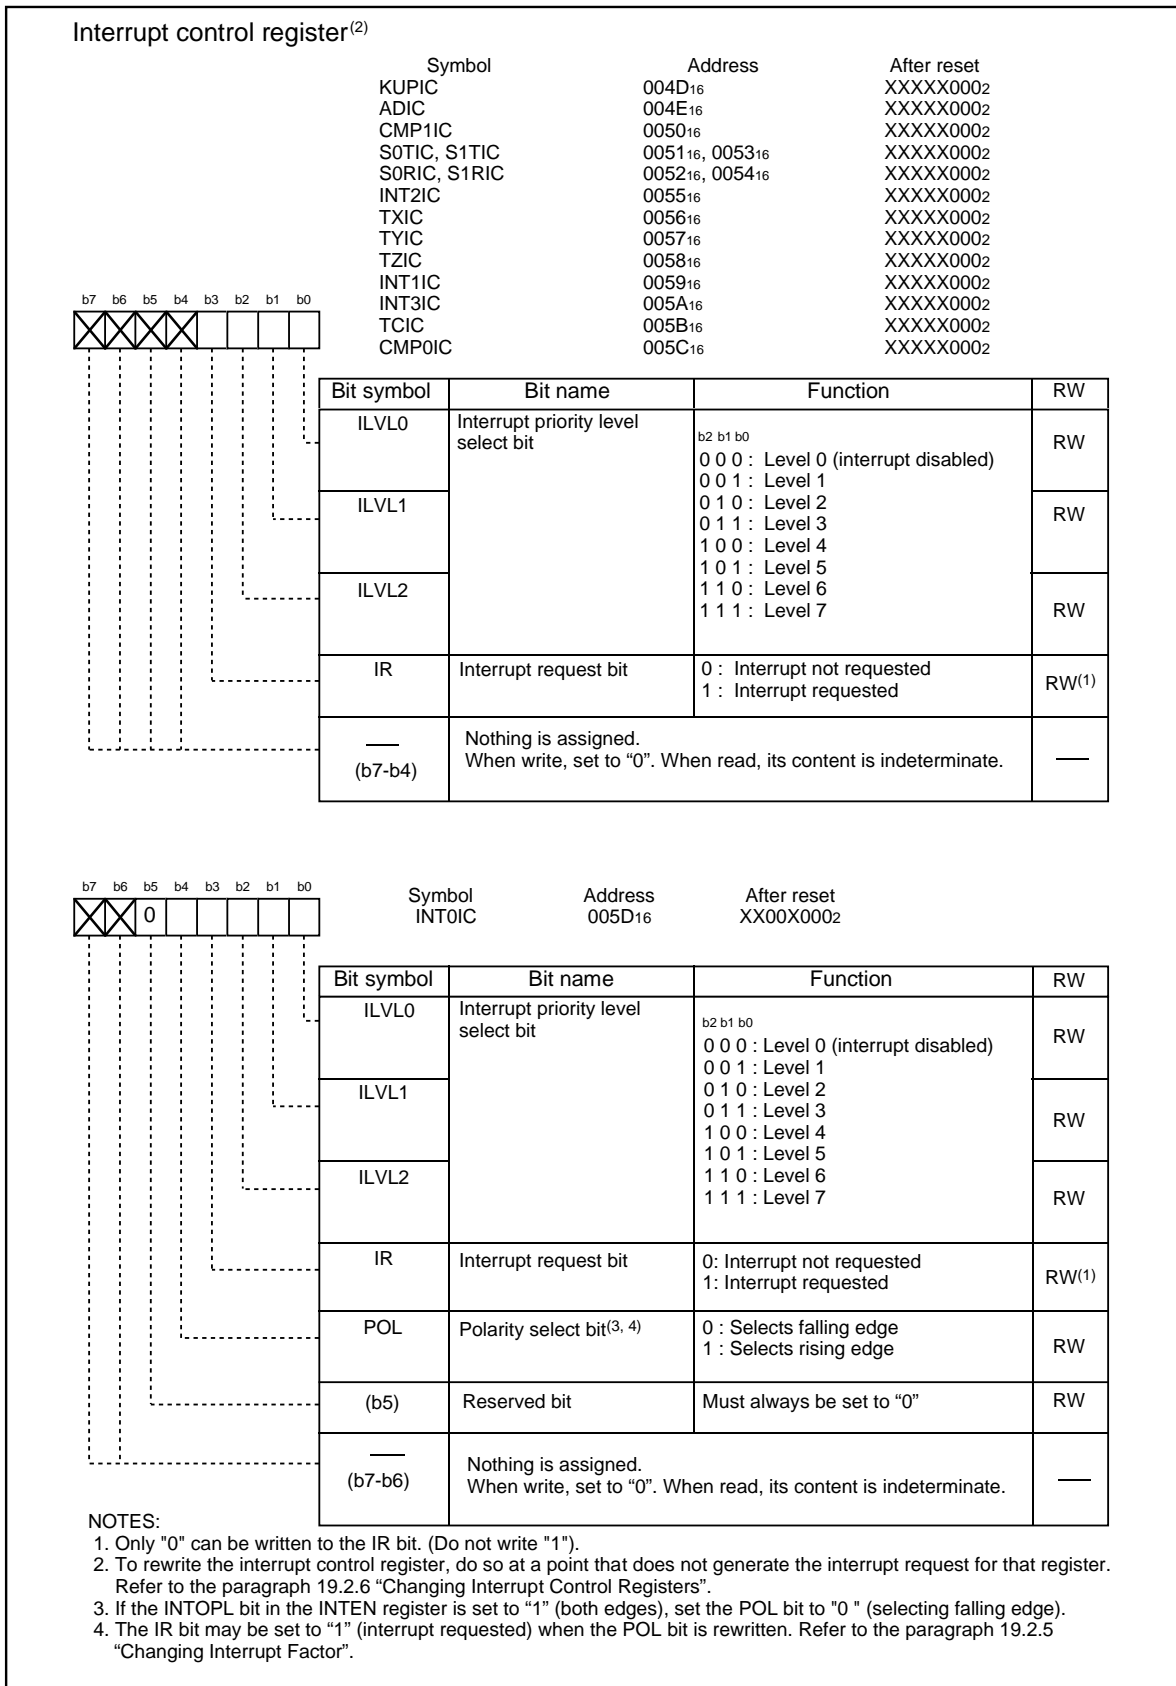 Interrupt control register(2)
Symbol Address After reset
KUPIC 004D16 XXXXX0002
ADIC 004E16 XXXXX0002
CMP1IC 005016 XXXXX0002
S0TIC, S1TIC 005116, 005316 XXXXX0002
S0RIC, S1RIC 005216, 005416 XXXXX0002
INT2IC 005516 XXXXX0002
TXIC 005616 XXXXX0002
TYIC 005716 XXXXX0002
TZIC 005816 XXXXX0002
INT1IC 005916 XXXXX0002
INT3IC 005A16 XXXXX0002
TCIC 005B16 XXXXX0002
CMP0IC 005C16 XXXXX0002
b7 b6 b5 b4 b3 b2 b1 b0
Bit symbol Bit name Function RW
ILVL0 Interrupt priority level
select bit
b2 b1 b0
0 0 0 : Level 0 (interrupt disabled)
0 0 1 : Level 1
0 1 0 : Level 2
0 1 1 : Level 3
1 0 0 : Level 4
1 0 1 : Level 5
1 1 0 : Level 6
1 1 1 : Level 7
RW
ILVL1 RW
ILVL2 RW
IR Interrupt request bit 0 : Interrupt not requested
1 : Interrupt requested
RW(1)
(b7-b4)
Nothing is assigned.
When write, set to “0”. When read, its content is indeterminate.
b7 b6 b5 b4 b3 b2 b1 b0
0
Symbol Address After reset
INT0IC 005D16 XX00X0002
Bit symbol Bit name Function RW
ILVL0 Interrupt priority level
select bit
b2 b1 b0
0 0 0 : Level 0 (interrupt disabled)
0 0 1 : Level 1
0 1 0 : Level 2
0 1 1 : Level 3
1 0 0 : Level 4
1 0 1 : Level 5
1 1 0 : Level 6
1 1 1 : Level 7
RW
ILVL1 RW
ILVL2 RW
IR Interrupt request bit 0: Interrupt not requested
1: Interrupt requested
RW(1)
POL Polarity select bit(3, 4) 0 : Selects falling edge
1 : Selects rising edge
RW
(b5) Reserved bit Must always be set to “0” RW
(b7-b6)
Nothing is assigned.
When write, set to “0”. When read, its content is indeterminate.
NOTES:
1. Only "0" can be written to the IR bit. (Do not write "1").
2. To rewrite the interrupt control register, do so at a point that does not generate the interrupt request for that register.
Refer to the paragraph 19.2.6 “Changing Interrupt Control Registers”.
3. If the INTOPL bit in the INTEN register is set to “1” (both edges), set the POL bit to "0 " (selecting falling edge).
4. The IR bit may be set to “1” (interrupt requested) when the POL bit is rewritten. Refer to the paragraph 19.2.5
“Changing Interrupt Factor”.